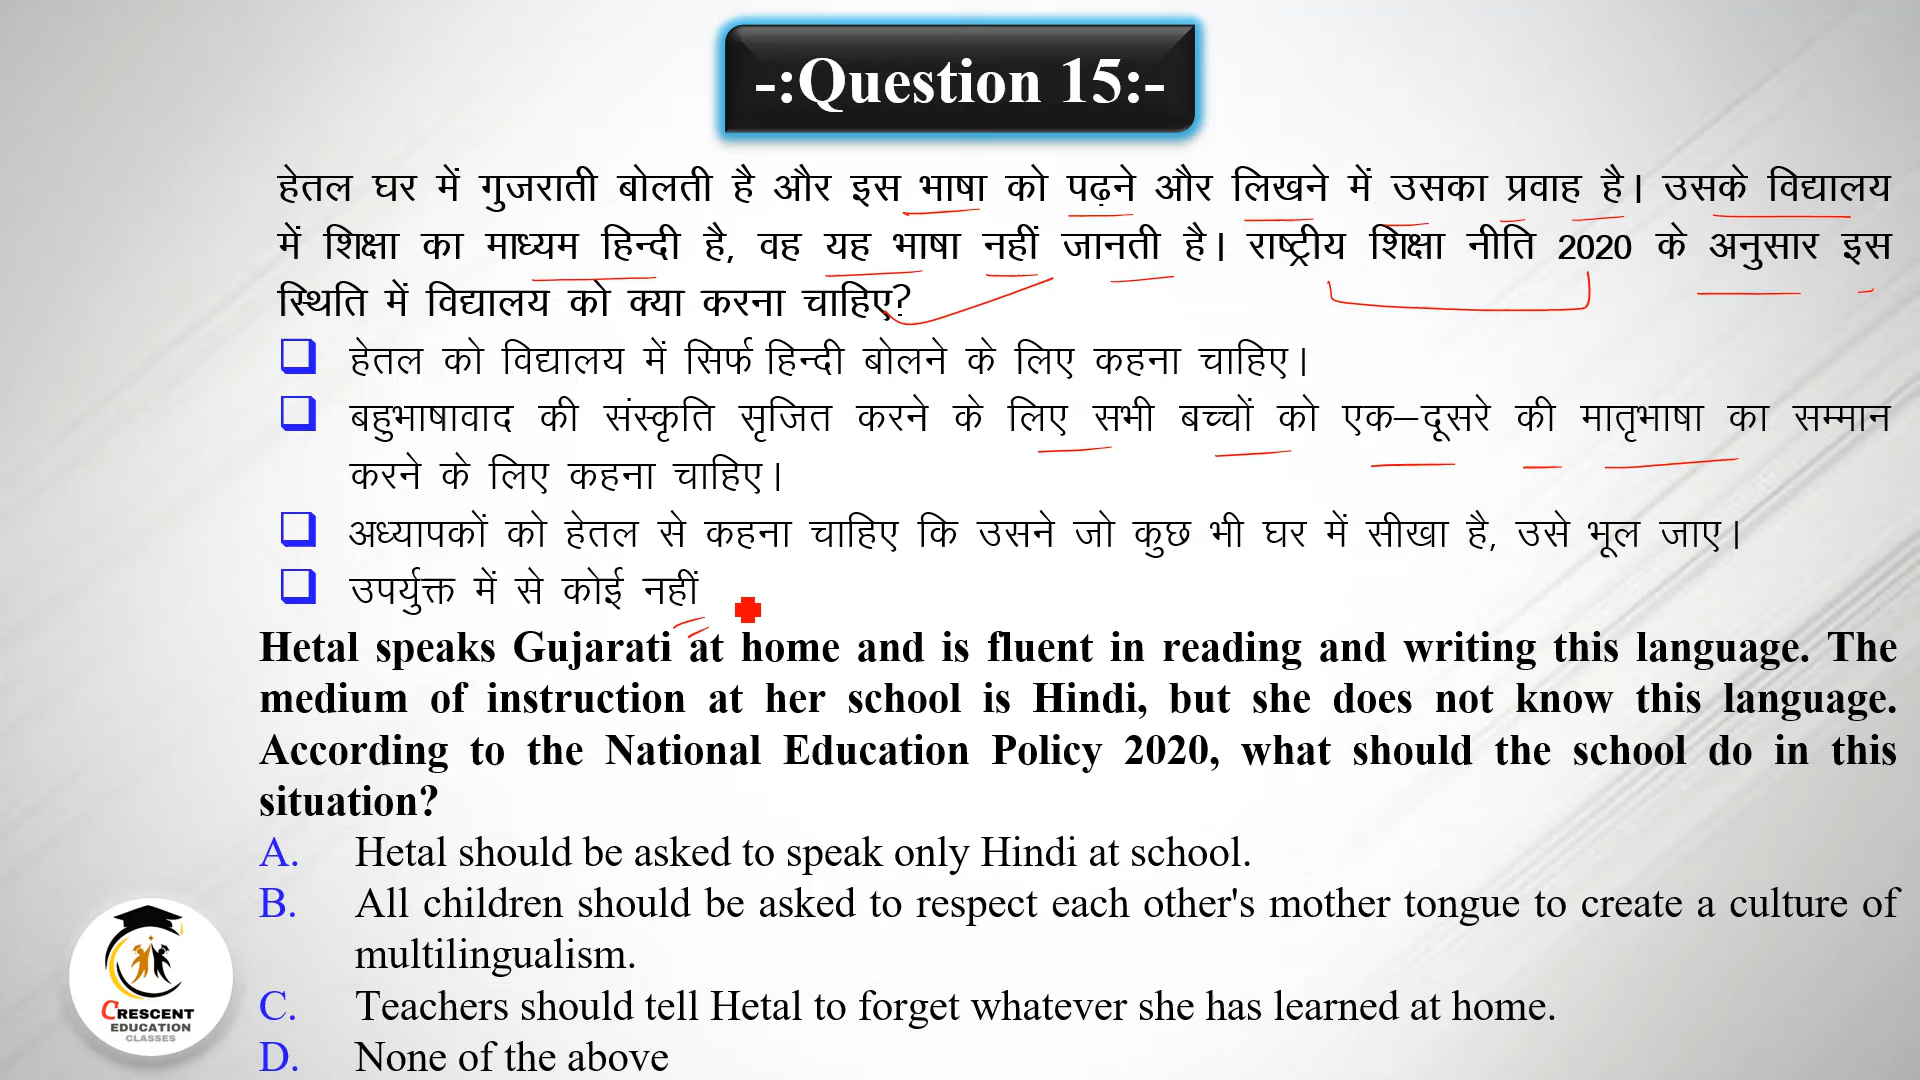 -:Question 15:-
हेतल घर में गुजराती बोलती है और इस भाषा को पढ़ने और लिखने में उसका प्रवाह है। उसके विद्यालय
में शिक्षा का माध्यम हिन्दी है, वह यह भाषा नहीं जानती है। राष्ट्रीय शिक्षा नीति 2020 के अनुसार इस
स्थिति में विद्यालय को क्या करना चाहिए?
हेतल को विद्यालय में सिर्फ हिन्दी बोलने के लिए कहना चाहिए।
बहुभाषावाद की संस्कृति सृजित करने के लिए सभी बच्चों को एक–दूसरे की मातृभाषा का सम्मान
करने के लिए कहना चाहिए।
अध्यापकों को हेतल से कहना चाहिए कि उसने जो कुछ भी घर में सीखा है, उसे भूल जाए।
उपर्युक्त में से कोई नहीं
Hetal speaks Gujarati at home and is fluent in reading and writing this language. The
medium of instruction at her school is Hindi, but she does not know this language.
According to the National Education Policy 2020, what should the school do in this
situation?
A. Hetal should be asked to speak only Hindi at school.
B. All children should be asked to respect each other's mother tongue to create a culture of
multilingualism.
C. Teachers should tell Hetal to forget whatever she has learned at home.
D. None of the above
CRESCENT
EDUCATION
CLASSES